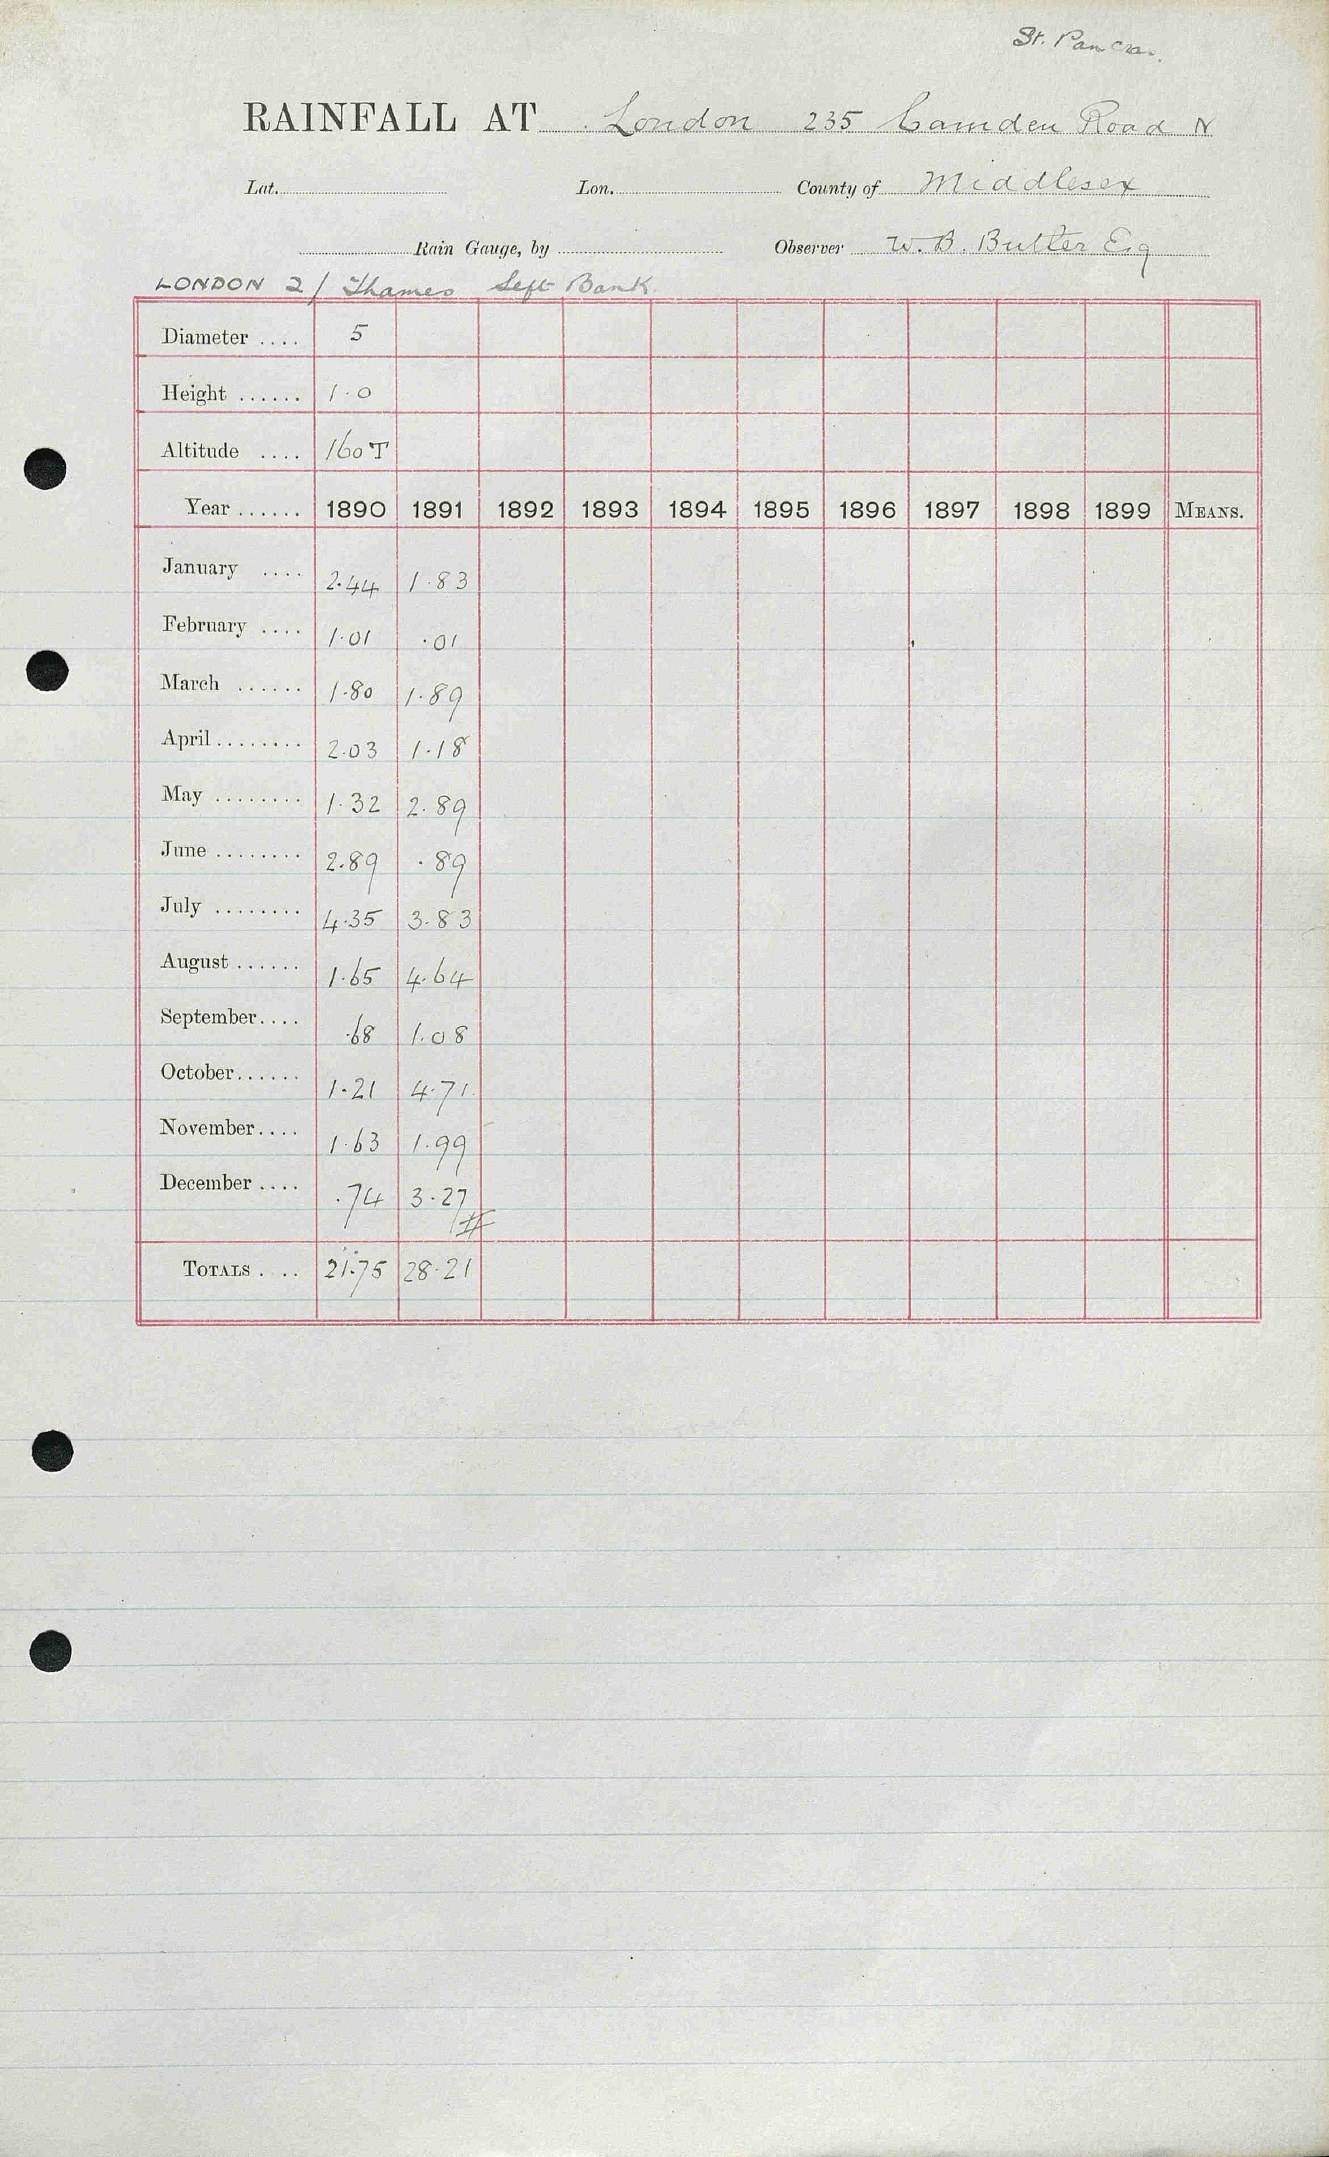 St. Pancras.
RAINFALL AT London 235 Camden Road N
Lat. Lon. County of Middlesex
Rain Gauge, by Observer W. B. Butler Esq
LONDON 2/ Thames Left Bank.
Diameter .... 5
Height ...... 1.0
Altitude .... 160 T
Year ...... 1890 1891 1892 1893 1894 1895 1896 1897 1898 1899 MEANS.
January .... 2.44 1.83
February .... 1.01 .01
March ...... 1.80 1.89
April ........ 2.03 1.18
May ........ 1.32 2.89
June ........ 2.89 .89
July ........ 4.35 3.83
August ...... 1.65 4.64
September.... .68 1.08
October...... 1.21 4.71
November.... 1.63 1.99
December .... .74 3.27
TOTALS . .. 21.75 28.21